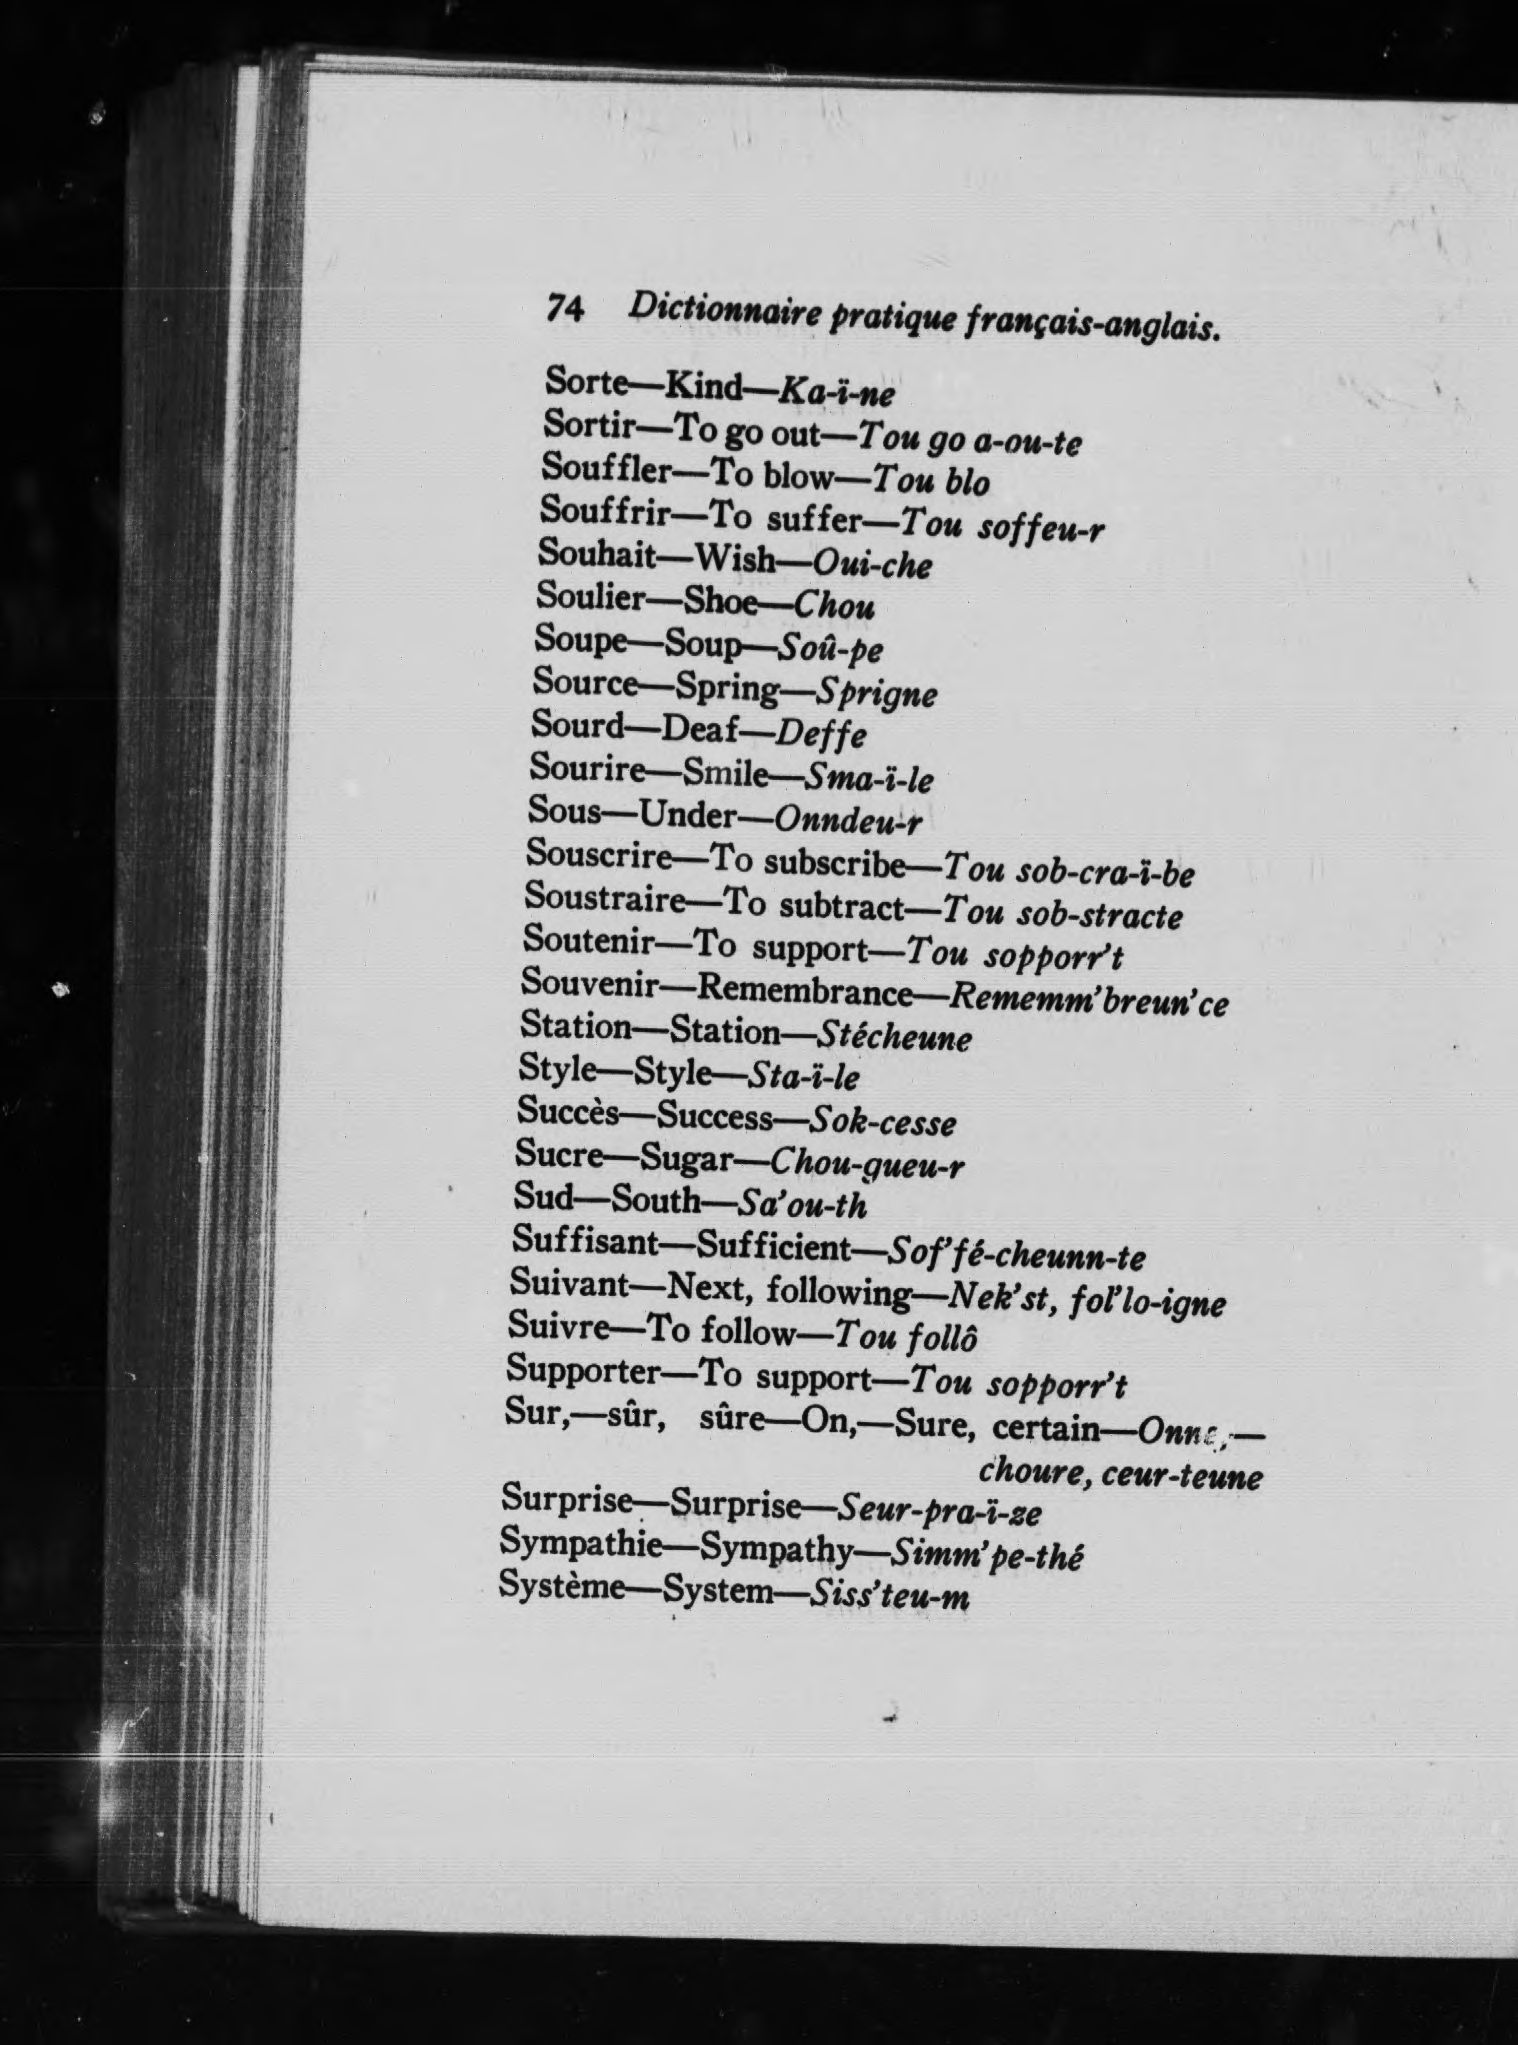 74 Dictionnaire pratique français-anglais.
Sorte—Kind—Ka-ï-ne
Sortir—To go out—Tou go a-ou-te
Souffler—To blow—Tou blo
Souffrir—To suffer—Tou soffeu-r
Souhait—Wish—Oui-che
Soulier—Shoe—Chou
Soupe—Soup—Soû-pe
Source—Spring—Sprigne
Sourd—Deaf—Deffe
Sourire—Smile—Sma-ï-le
Sous—Under—Onndeu-r
Souscrire—To subscribe—Tou sob-cra-ï-be
Soustraire—To subtract—Tou sob-stracte
Soutenir—To support—Tou sopporr't
Souvenir—Remembrance—Rememm'breun'ce
Station—Station—Stécheune
Style—Style—Sta-ï-le
Succès—Success—Sok-cesse
Sucre—Sugar—Chou-gueu-r
Sud—South—Sa'ou-th
Suffisant—Sufficient—Sof'fé-cheunn-te
Suivant—Next, following—Nek'st, fol'lo-igne
Suivre—To follow—Tou follô
Supporter—To support—Tou sopporr't
Sur,—sûr, sûre—On,—Sure, certain—Onne,—
choure, ceur-teune
Surprise—Surprise—Seur-pra-ï-ze
Sympathie—Sympathy—Simm'pe-thé
Système—System—Siss'teu-m